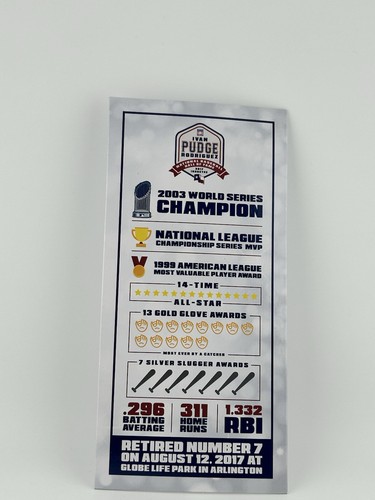 IVAN
PUDGE
RODRIGUEZ
2003 WORLD SERIES
CHAMPION
NATIONAL LEAGUE
CHAMPIONSHIP SERIES MVP
1999 AMERICAN LEAGUE
MOST VALUABLE PLAYER AWARD
14-TIME
ALL-STAR
13 GOLD GLOVE AWARDS
MOST EVER BY A CATCHER
7 SILVER SLUGGER AWARDS
.296 311 1.332
BATTING HOME RBI
AVERAGE RUNS
RETIRED NUMBER 7
ON AUGUST 12, 2017 AT
GLOBE LIFE PARK IN ARLINGTON